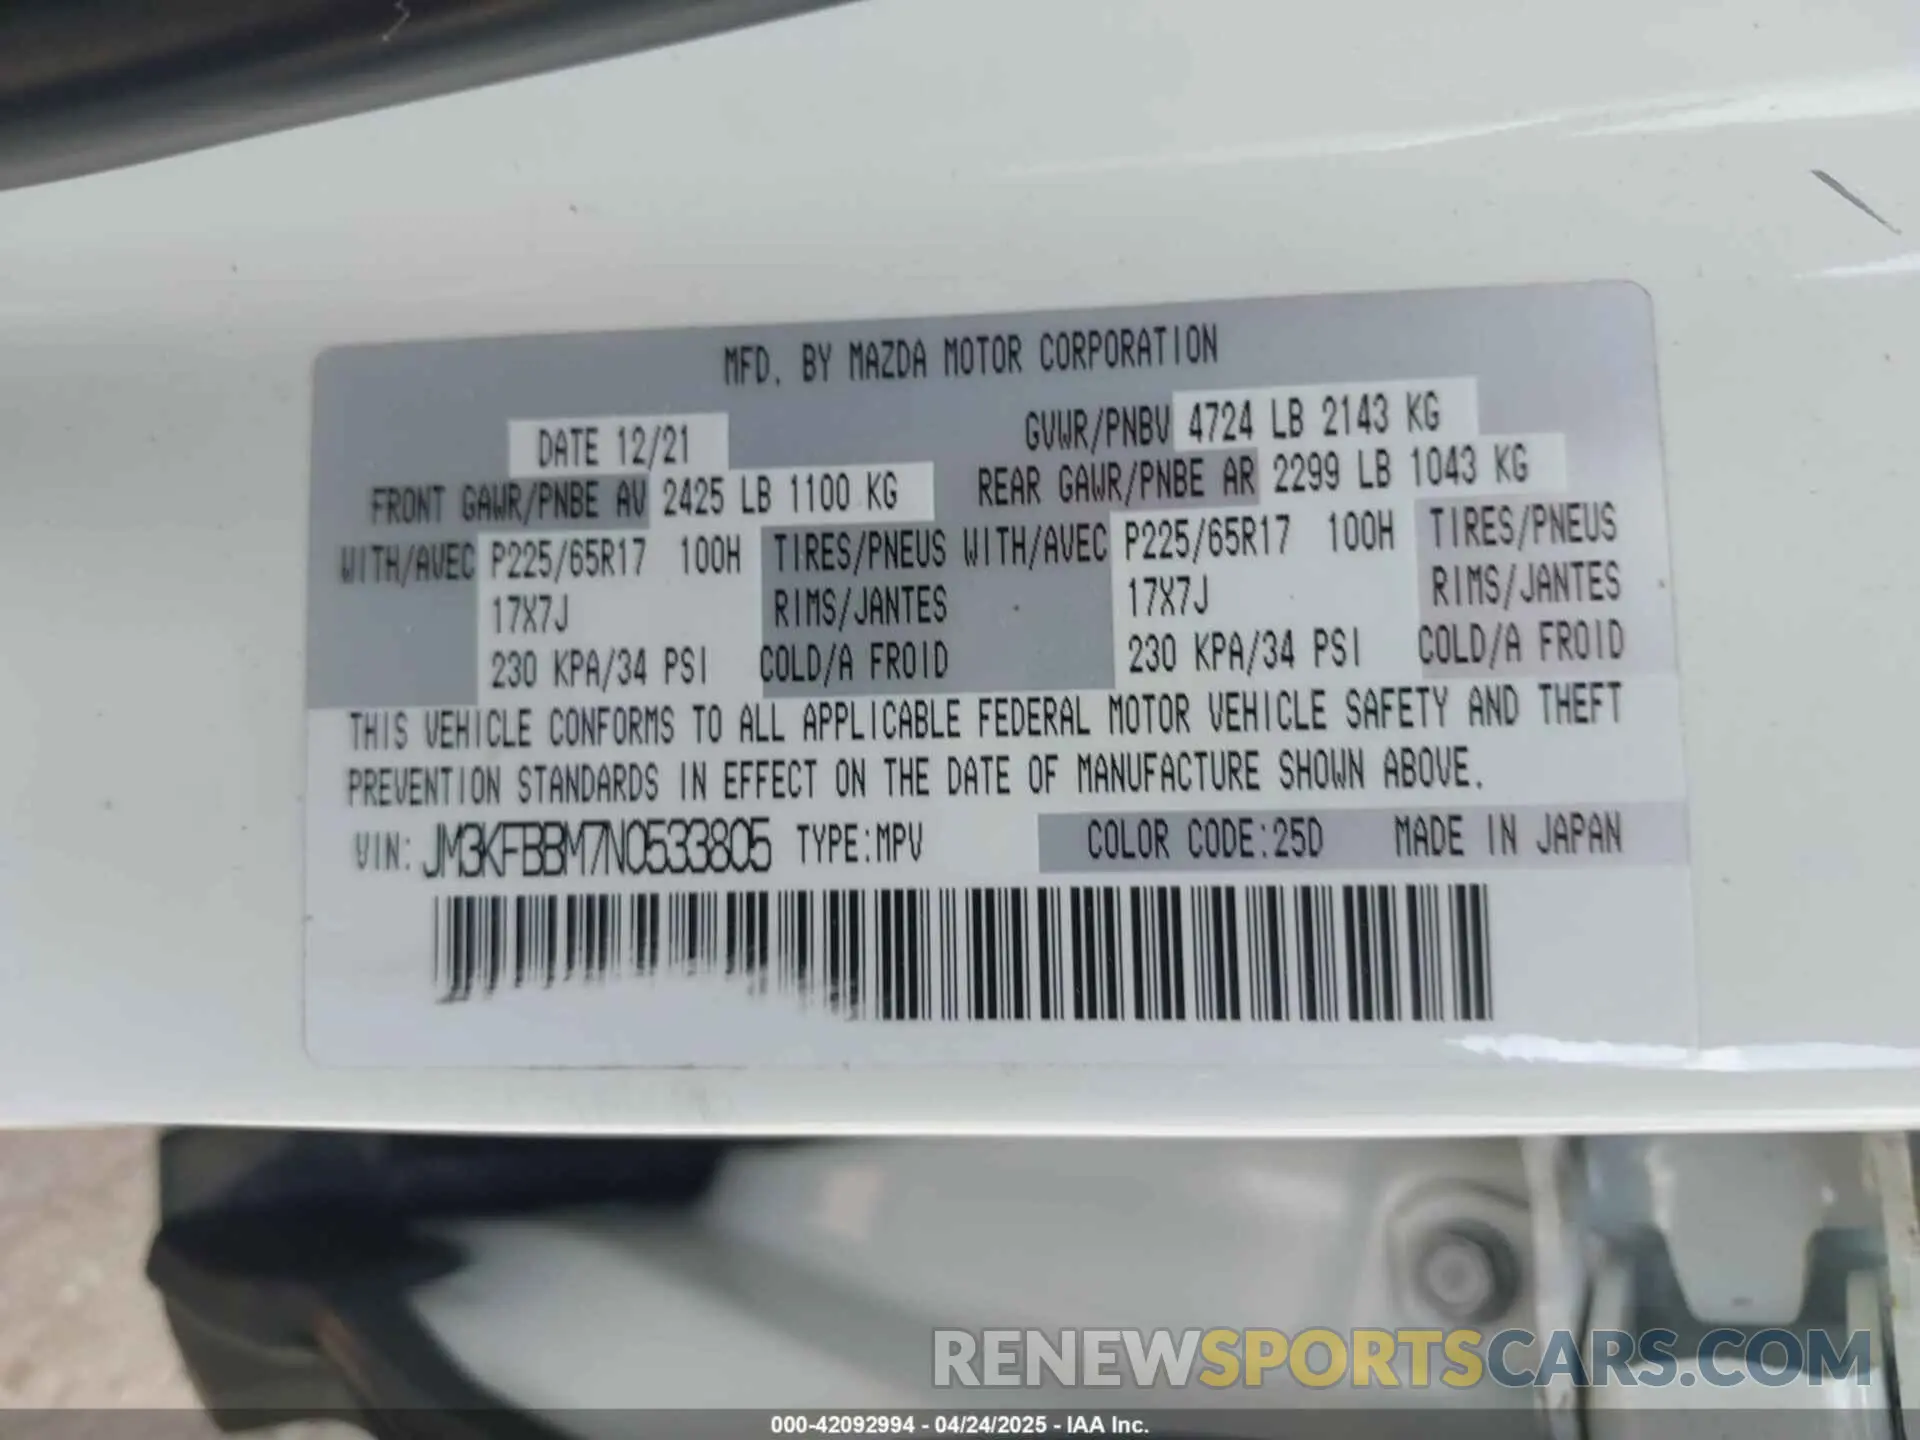 MFD. BY MAZDA MOTOR CORPORATION
DATE 12/21 GVWR/PNBV 4724 LB 2143 KG
FRONT GAWR/PNBE AV 2425 LB 1100 KG REAR GAWR/PNBE AR 2299 LB 1043 KG
WITH/AVEC P225/65R17 100H TIRES/PNEUS WITH/AVEC P225/65R17 100H TIRES/PNEUS
17X7J RIMS/JANTES 17X7J RIMS/JANTES
230 KPA/34 PSI COLD/A FROID 230 KPA/34 PSI COLD/A FROID
THIS VEHICLE CONFORMS TO ALL APPLICABLE FEDERAL MOTOR VEHICLE SAFETY AND THEFT
PREVENTION STANDARDS IN EFFECT ON THE DATE OF MANUFACTURE SHOWN ABOVE.
VIN: JM3KFBBM7N0533805 TYPE:MPV COLOR CODE:25D MADE IN JAPAN
RENEWSPORTSCARS.COM
000-42092994 - 04/24/2025 - IAA Inc.